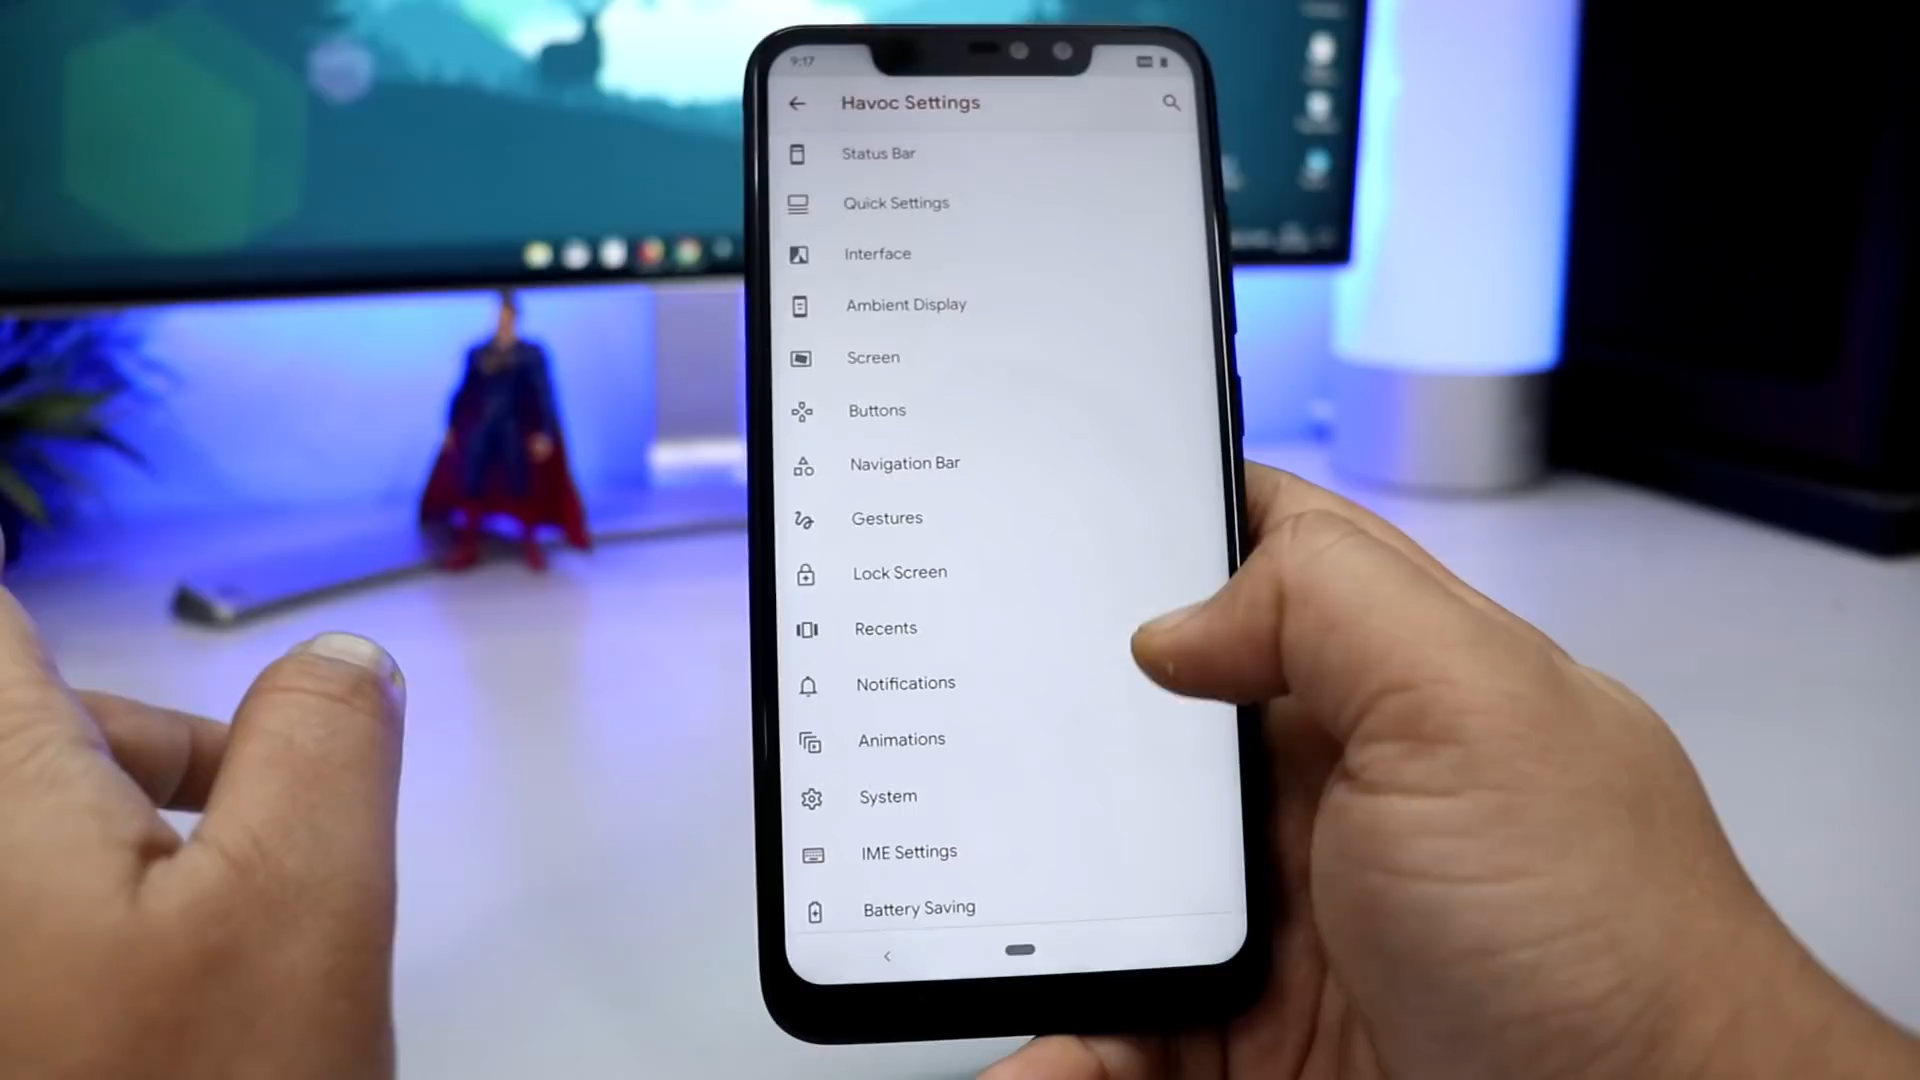 9:17
Havoc Settings
Status Bar
Quick Settings
Interface
Ambient Display
Screen
Buttons
Navigation Bar
Gestures
Lock Screen
Recents
Notifications
Animations
System
IME Settings
Battery Saving